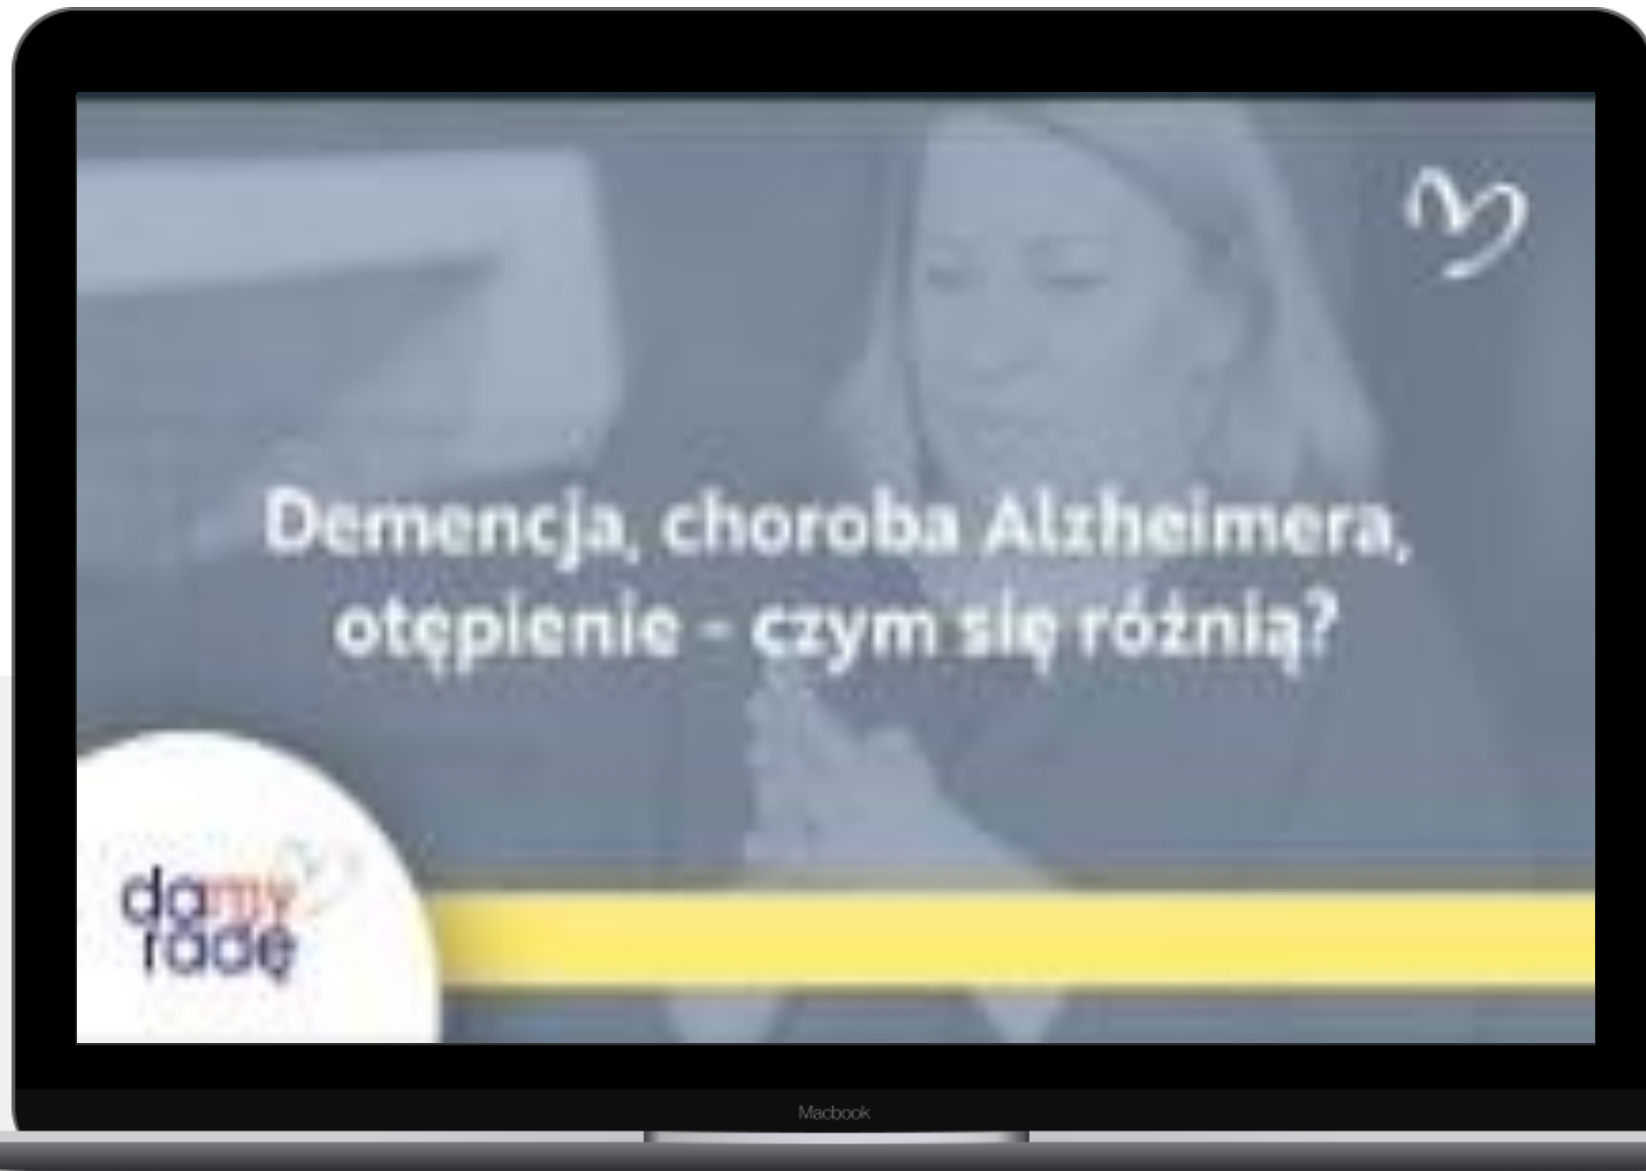 Demencja, choroba Alzheimera,
otępienie - czym się różnią?
damy
radę
Macbook